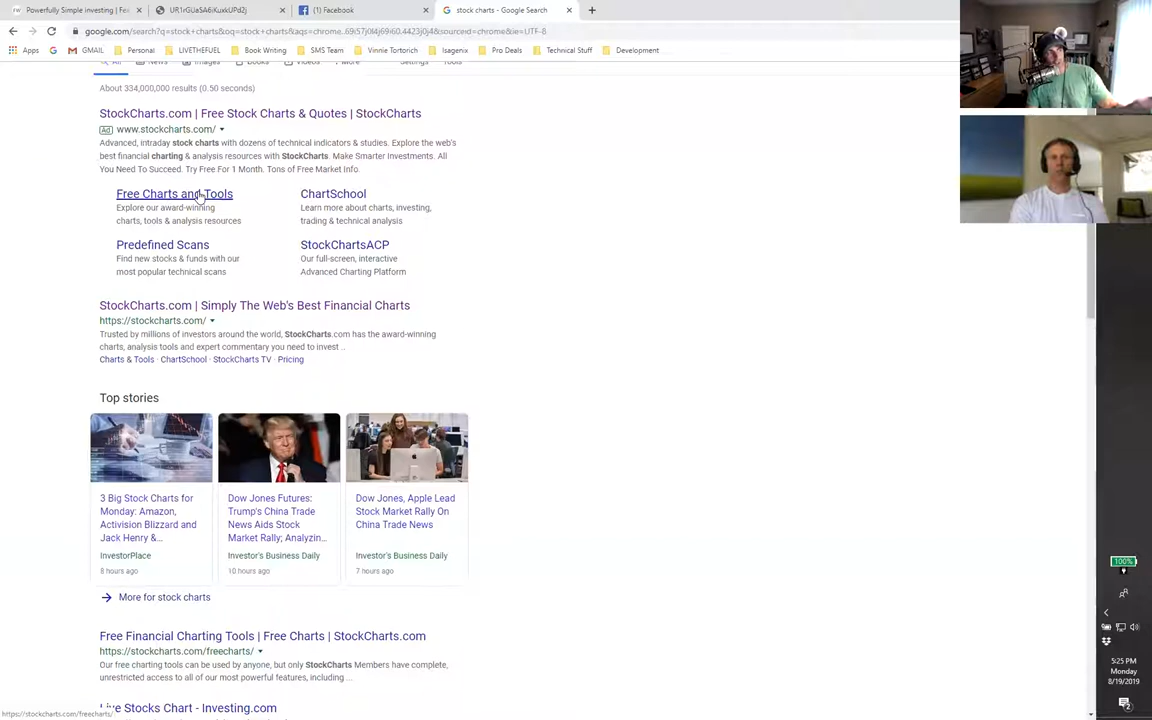 Powerfully Simple investing | Fe
UR1rGUaSA6iXuxkUPd2j
(1) Facebook
stock charts - Google Search
google.com/search?q=stock+charts&oq=stock+charts&aqs=chrome..69i57j0l4j69i60.4423j0j4&sourceid=chrome&ie=UTF-8
Apps
GMAIL
Personal
LIVETHEFUEL
Book Writing
SMS Team
Vinnie Tortorich
Isagenix
Pro Deals
Technical Stuff
Development
All
News
Images
Books
Videos
More
Settings
Tools
About 334,000,000 results (0.50 seconds)
StockCharts.com | Free Stock Charts & Quotes | StockCharts
Ad www.stockcharts.com/
Advanced, intraday stock charts with dozens of technical indicators & studies. Explore the web's
best financial charting & analysis resources with StockCharts. Make Smarter Investments. All
You Need To Succeed. Try Free For 1 Month. Tons of Free Market Info.
Free Charts and Tools
Explore our award-winning
charts, tools & analysis resources
ChartSchool
Learn more about charts, investing,
trading & technical analysis
Predefined Scans
Find new stocks & funds with our
most popular technical scans
StockChartsACP
Our full-screen, interactive
Advanced Charting Platform
StockCharts.com | Simply The Web's Best Financial Charts
https://stockcharts.com/
Trusted by millions of investors around the world, StockCharts.com has the award-winning
charts, analysis tools and expert commentary you need to invest ..
Charts & Tools · ChartSchool · StockCharts TV · Pricing
Top stories
3 Big Stock Charts for
Monday: Amazon,
Activision Blizzard and
Jack Henry &...
InvestorPlace
8 hours ago
Dow Jones Futures:
Trump's China Trade
News Aids Stock
Market Rally; Analyzin...
Investor's Business Daily
10 hours ago
Dow Jones, Apple Lead
Stock Market Rally On
China Trade News
Investor's Business Daily
7 hours ago
More for stock charts
Free Financial Charting Tools | Free Charts | StockCharts.com
https://stockcharts.com/freecharts/
Our free charting tools can be used by anyone, but only StockCharts Members have complete,
unrestricted access to all of our most powerful features, including ...
Live Stocks Chart - Investing.com
https://stockcharts.com/freecharts/
100%
5:25 PM
Monday
8/19/2019
2